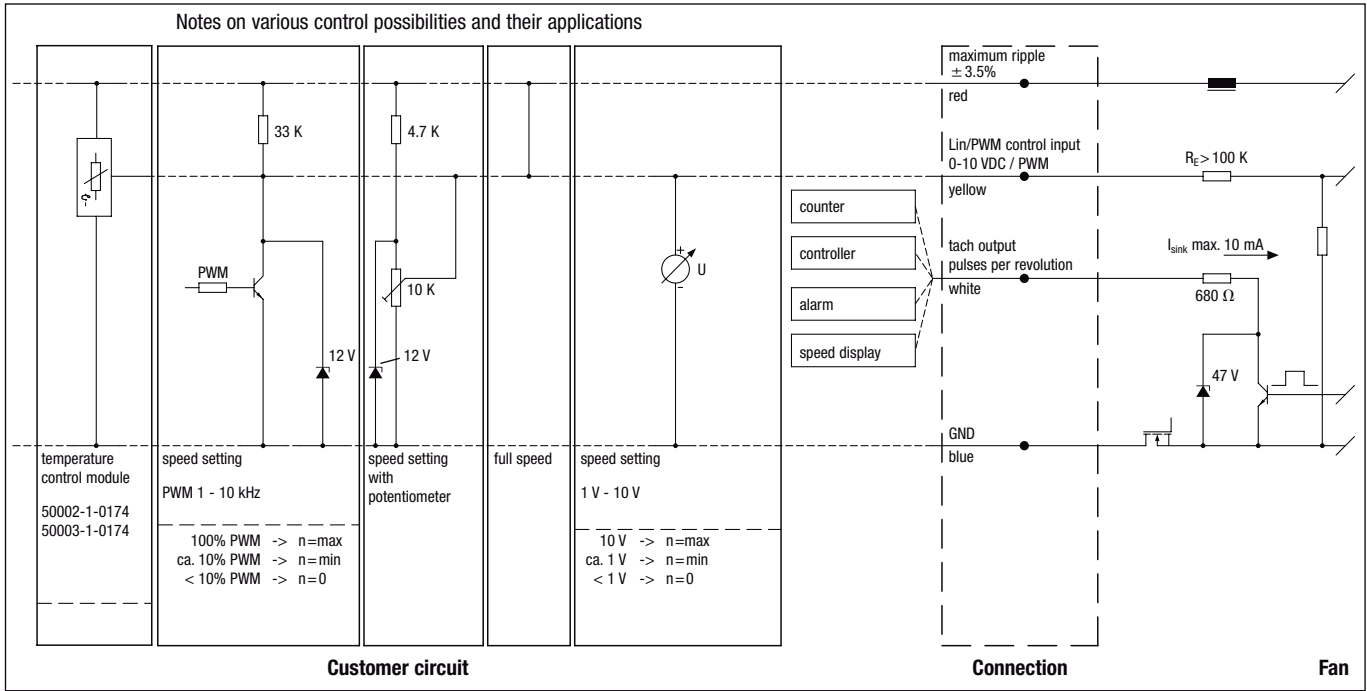 Notes on various control possibilities and their applications
33 K
PWM
12 V
4.7 K
10 K
12 V
+
U
-
temperature
control module
50002-1-0174
50003-1-0174
speed setting
PWM 1 - 10 kHz
100% PWM -> n=max
ca. 10% PWM -> n=min
< 10% PWM -> n=0
speed setting
with
potentiometer
full speed
speed setting
1 V - 10 V
10 V -> n=max
ca. 1 V -> n=min
< 1 V -> n=0
counter
controller
alarm
speed display
maximum ripple
±3.5%
red
Lin/PWM control input
0-10 VDC / PWM
yellow
tach output
pulses per revolution
white
GND
blue
RE>100 K
Isink max. 10 mA
680 Ω
47 V
Customer circuit
Connection
Fan